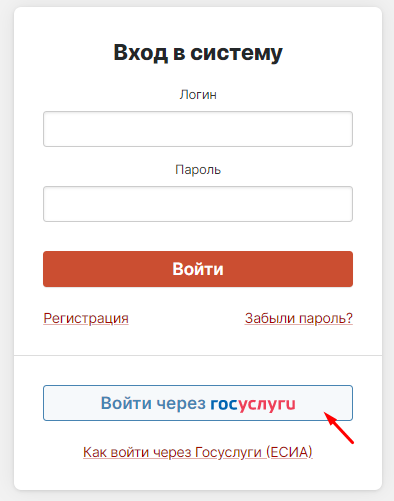 Вход в систему
Логин
Пароль
Войти
Регистрация Забыли пароль?
Войти через госуслуги
Как войти через Госуслуги (ЕСИА)